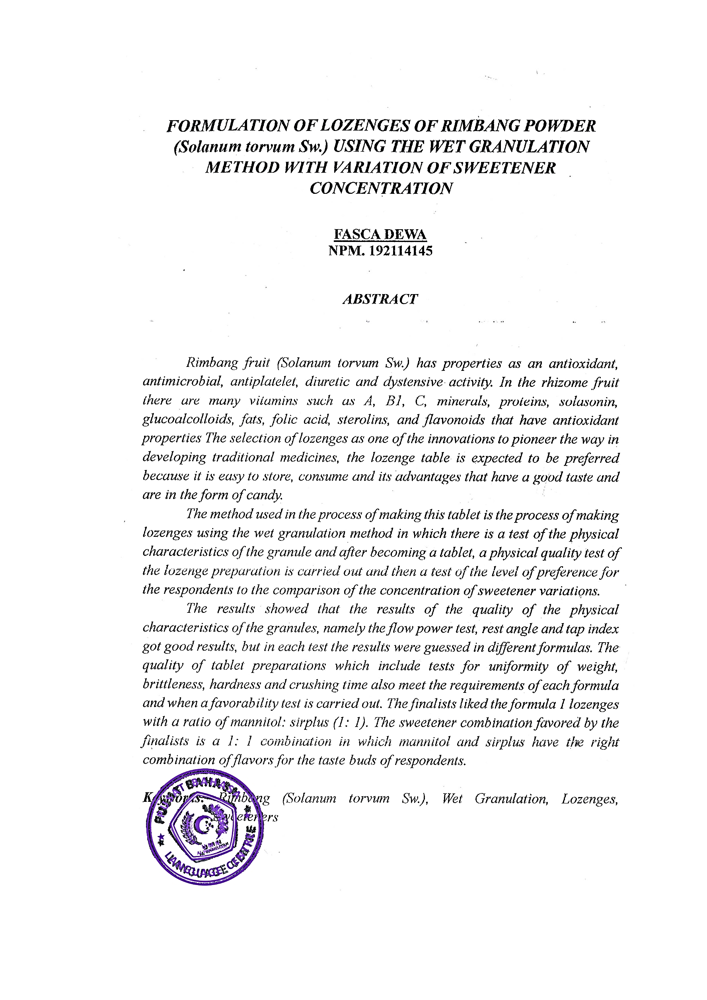 FORMULATION OF LOZENGES OF RIMBANG POWDER
(Solanum torvum Sw.) USING THE WET GRANULATION
METHOD WITH VARIATION OF SWEETENER
CONCENTRATION
FASCA DEWA
NPM. 192114145
ABSTRACT
Rimbang fruit (Solanum torvum Sw.) has properties as an antioxidant,
antimicrobial, antiplatelet, diuretic and dystensive activity. In the rhizome fruit
there are many vitamins such as A, B1, C, minerals, proteins, solasonin,
glucoalcolloids, fats, folic acid, sterolins, and flavonoids that have antioxidant
properties The selection of lozenges as one of the innovations to pioneer the way in
developing traditional medicines, the lozenge table is expected to be preferred
because it is easy to store, consume and its advantages that have a good taste and
are in the form of candy.
The method used in the process of making this tablet is the process of making
lozenges using the wet granulation method in which there is a test of the physical
characteristics of the granule and after becoming a tablet, a physical quality test of
the lozenge preparation is carried out and then a test of the level of preference for
the respondents to the comparison of the concentration of sweetener variations.
The results showed that the results of the quality of the physical
characteristics of the granules, namely the flow power test, rest angle and tap index
got good results, but in each test the results were guessed in different formulas. The
quality of tablet preparations which include tests for uniformity of weight,
brittleness, hardness and crushing time also meet the requirements of each formula
and when a favorability test is carried out. The finalists liked the formula 1 lozenges
with a ratio of mannitol: sirplus (1: 1). The sweetener combination favored by the
finalists is a 1: 1 combination in which mannitol and sirplus have the right
combination of flavors for the taste buds of respondents.
Keywords: Rimbang (Solanum torvum Sw.), Wet Granulation, Lozenges,
Sweeteners
PUSAT BAHASA
LANGUAGE CENTRE